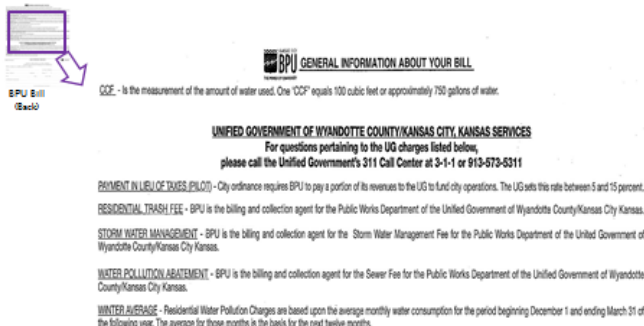 BPU GENERAL INFORMATION ABOUT YOUR BILL
BPU Bill
(Back)
CCF - Is the measurement of the amount of water used. One "CCF" equals 100 cubic feet or approximately 750 gallons of water.
UNIFIED GOVERNMENT OF WYANDOTTE COUNTY/KANSAS CITY, KANSAS SERVICES
For questions pertaining to the UG charges listed below,
please call the Unified Government's 311 Call Center at 3-1-1 or 913-573-5311
PAYMENT IN LIEU OF TAXES (PILOT) - City ordinance requires BPU to pay a portion of its revenues to the UG to fund city operations. The UG sets this rate between 5 and 15 percent.
RESIDENTIAL TRASH FEE - BPU is the billing and collection agent for the Public Works Department of the Unified Government of Wyandotte County/Kansas City Kansas.
STORM WATER MANAGEMENT - BPU is the billing and collection agent for the Storm Water Management Fee for the Public Works Department of the United Government of
Wyandotte County/Kansas City Kansas.
WATER POLLUTION ABATEMENT - BPU is the billing and collection agent for the Sewer Fee for the Public Works Department of the Unified Government of Wyandotte
County/Kansas City Kansas.
WINTER AVERAGE - Residential Water Pollution Charges are based upon the average monthly water consumption for the period beginning December 1 and ending March 31 of
the following year. The average for those months is the basis for the next twelve months.